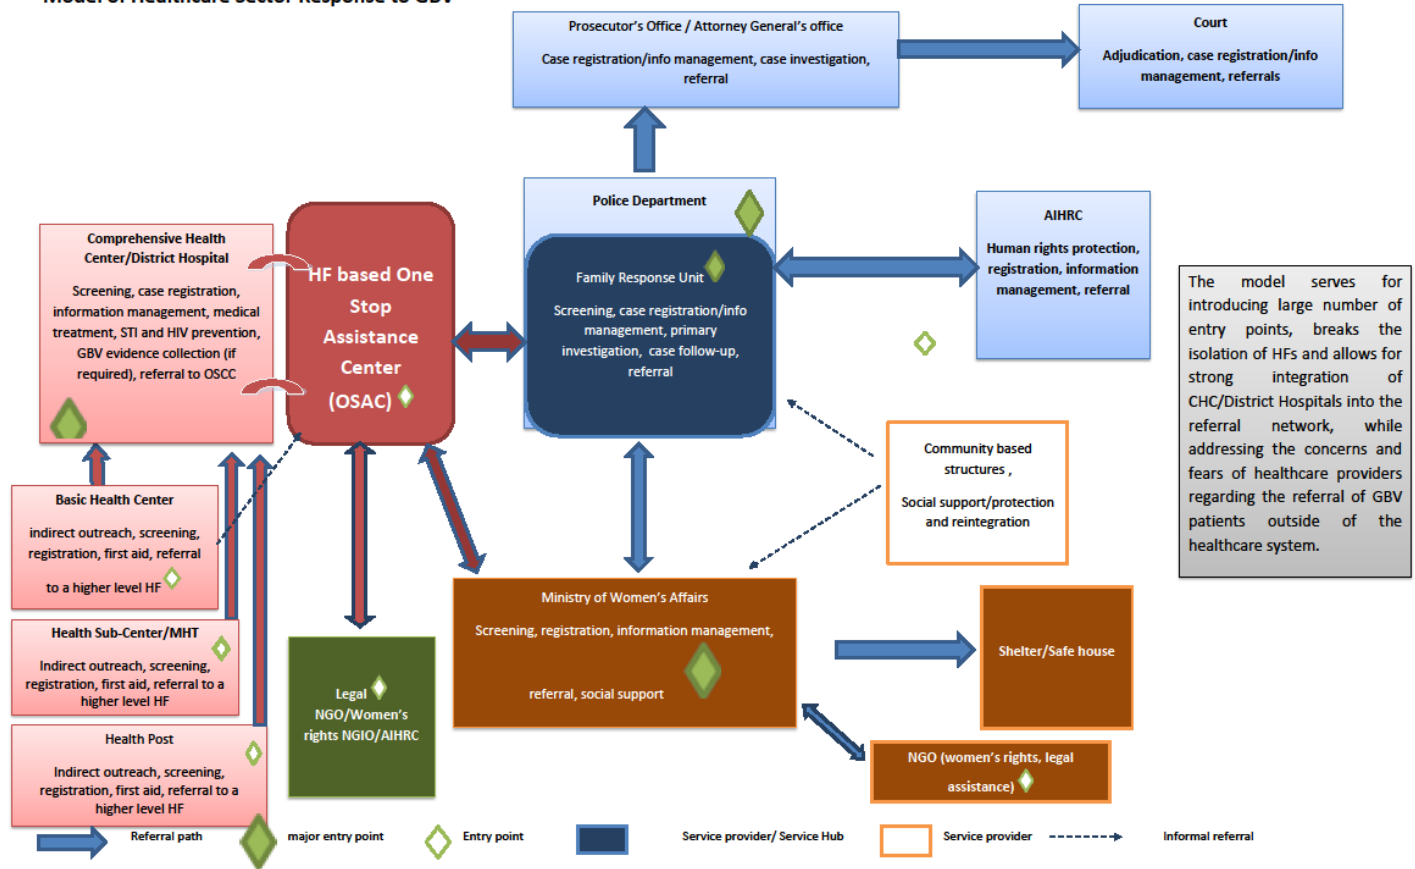 Model of Healthcare Sector Response to GBV
Prosecutor's Office / Attorney General's office
Case registration/info management, case investigation,
referral
Court
Adjudication, case registration/info
management, referrals
Police Department
Family Response Unit
Screening, case registration/info
management, primary
investigation, case follow-up,
referral
AIHRC
Human rights protection,
registration, information
management, referral
Comprehensive Health
Center/District Hospital
Screening, case registration,
information management, medical
treatment, STI and HIV prevention,
GBV evidence collection (if
required), referral to OSCC
HF based One
Stop
Assistance
Center
(OSAC)
The model serves for
introducing large number of
entry points, breaks the
isolation of HFs and allows for
strong integration of
CHC/District Hospitals into the
referral network, while
addressing the concerns and
fears of healthcare providers
regarding the referral of GBV
patients outside of the
healthcare system.
Community based
structures ,
Social support/protection
and reintegration
Basic Health Center
indirect outreach, screening,
registration, first aid, referral
to a higher level HF
Health Sub-Center/MHT
Indirect outreach, screening,
registration, first aid, referral to a
higher level HF
Health Post
Indirect outreach, screening,
registration, first aid, referral to a
higher level HF
Legal
NGO/Women's
rights NGIO/AIHRC
Ministry of Women's Affairs
Screening, registration, information management,
referral, social support
Shelter/Safe house
NGO (women's rights, legal
assistance)
Referral path
major entry point
Entry point
Service provider/ Service Hub
Service provider
Informal referral